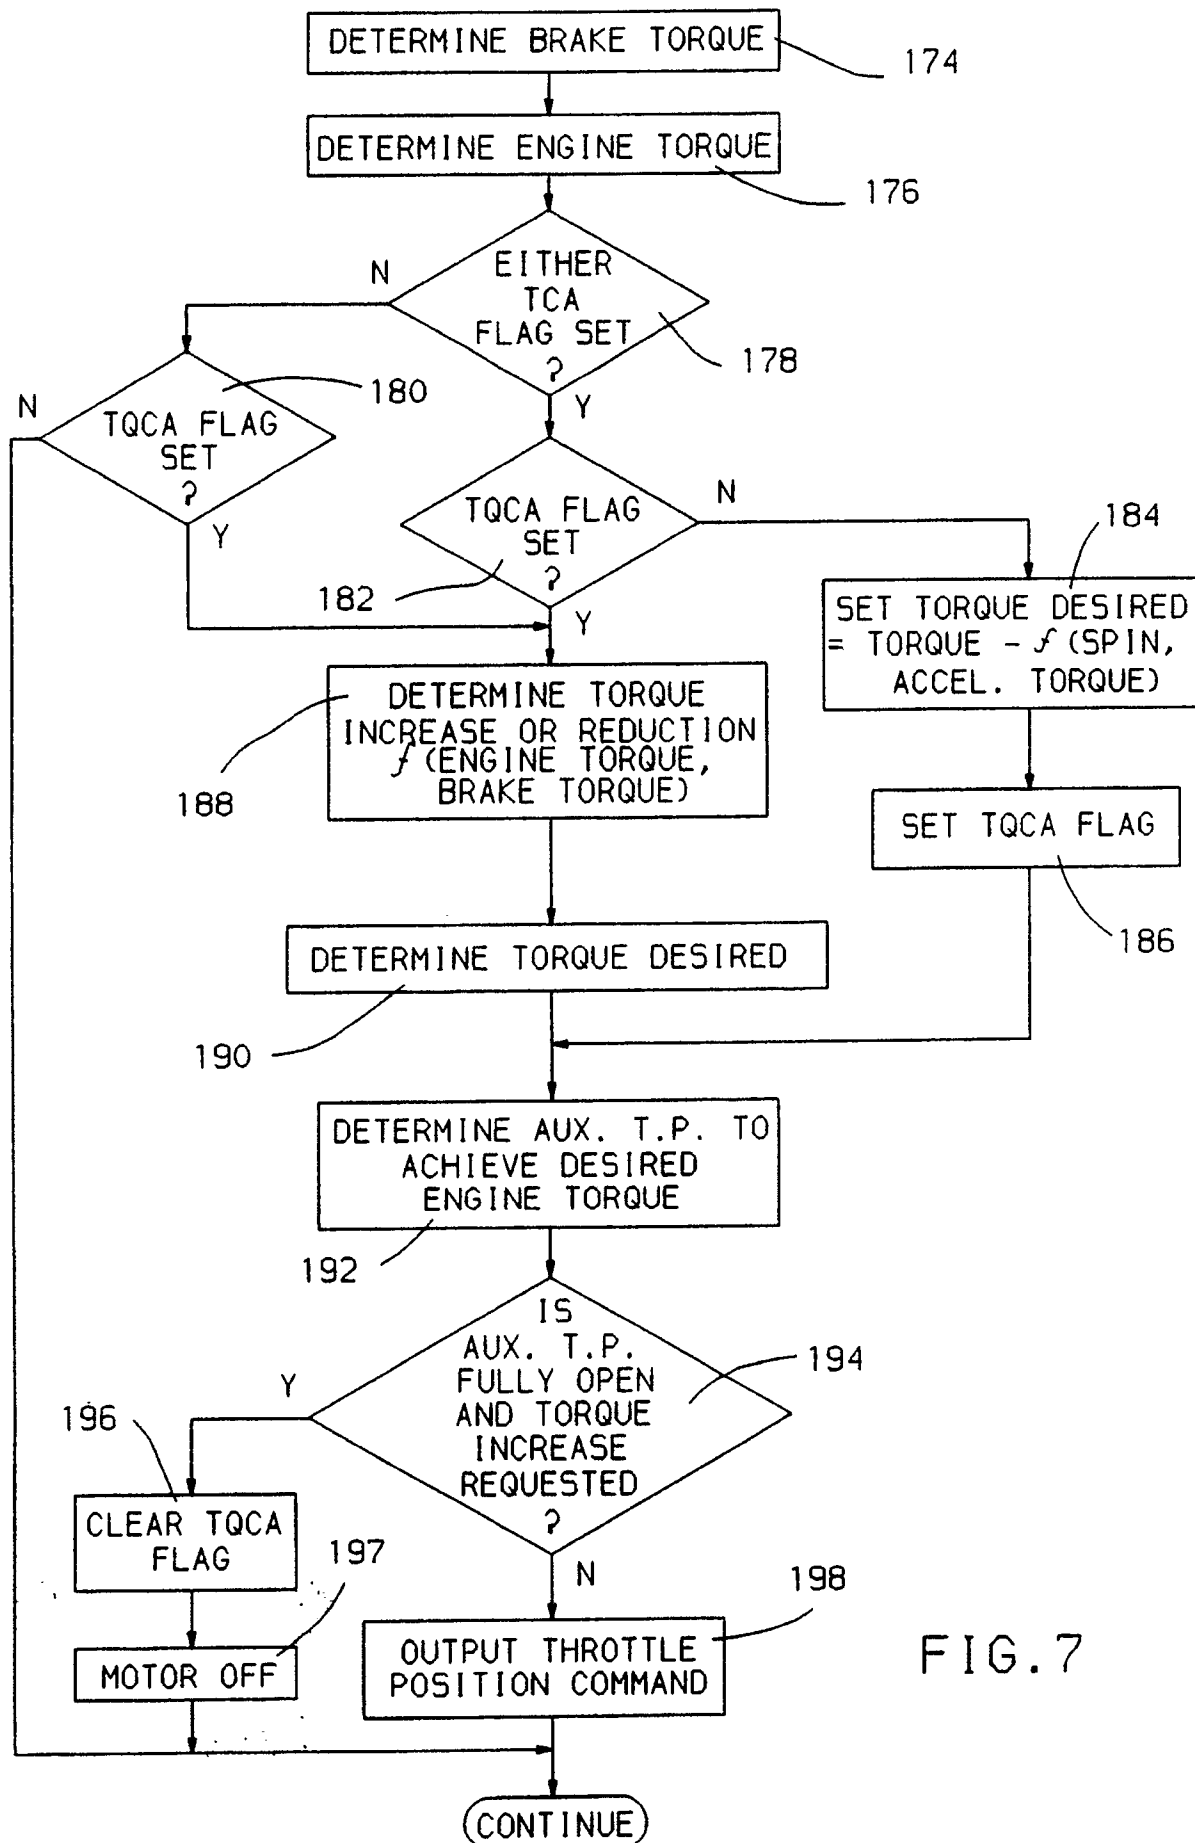 DETERMINE BRAKE TORQUE
174
DETERMINE ENGINE TORQUE
176
EITHER
TCA
FLAG SET
?
N
178
Y
180
N
TQCA FLAG
SET
?
Y
TQCA FLAG
SET
?
N
182
Y
184
SET TORQUE DESIRED
= TORQUE - f (SPIN,
ACCEL. TORQUE)
DETERMINE TORQUE
INCREASE OR REDUCTION
f (ENGINE TORQUE,
BRAKE TORQUE)
188
SET TQCA FLAG
186
DETERMINE TORQUE DESIRED
190
DETERMINE AUX. T.P. TO
ACHIEVE DESIRED
ENGINE TORQUE
192
IS
AUX. T.P.
FULLY OPEN
AND TORQUE
INCREASE
REQUESTED
?
194
Y
196
CLEAR TQCA
FLAG
197
N
198
MOTOR OFF
OUTPUT THROTTLE
POSITION COMMAND
FIG. 7
CONTINUE